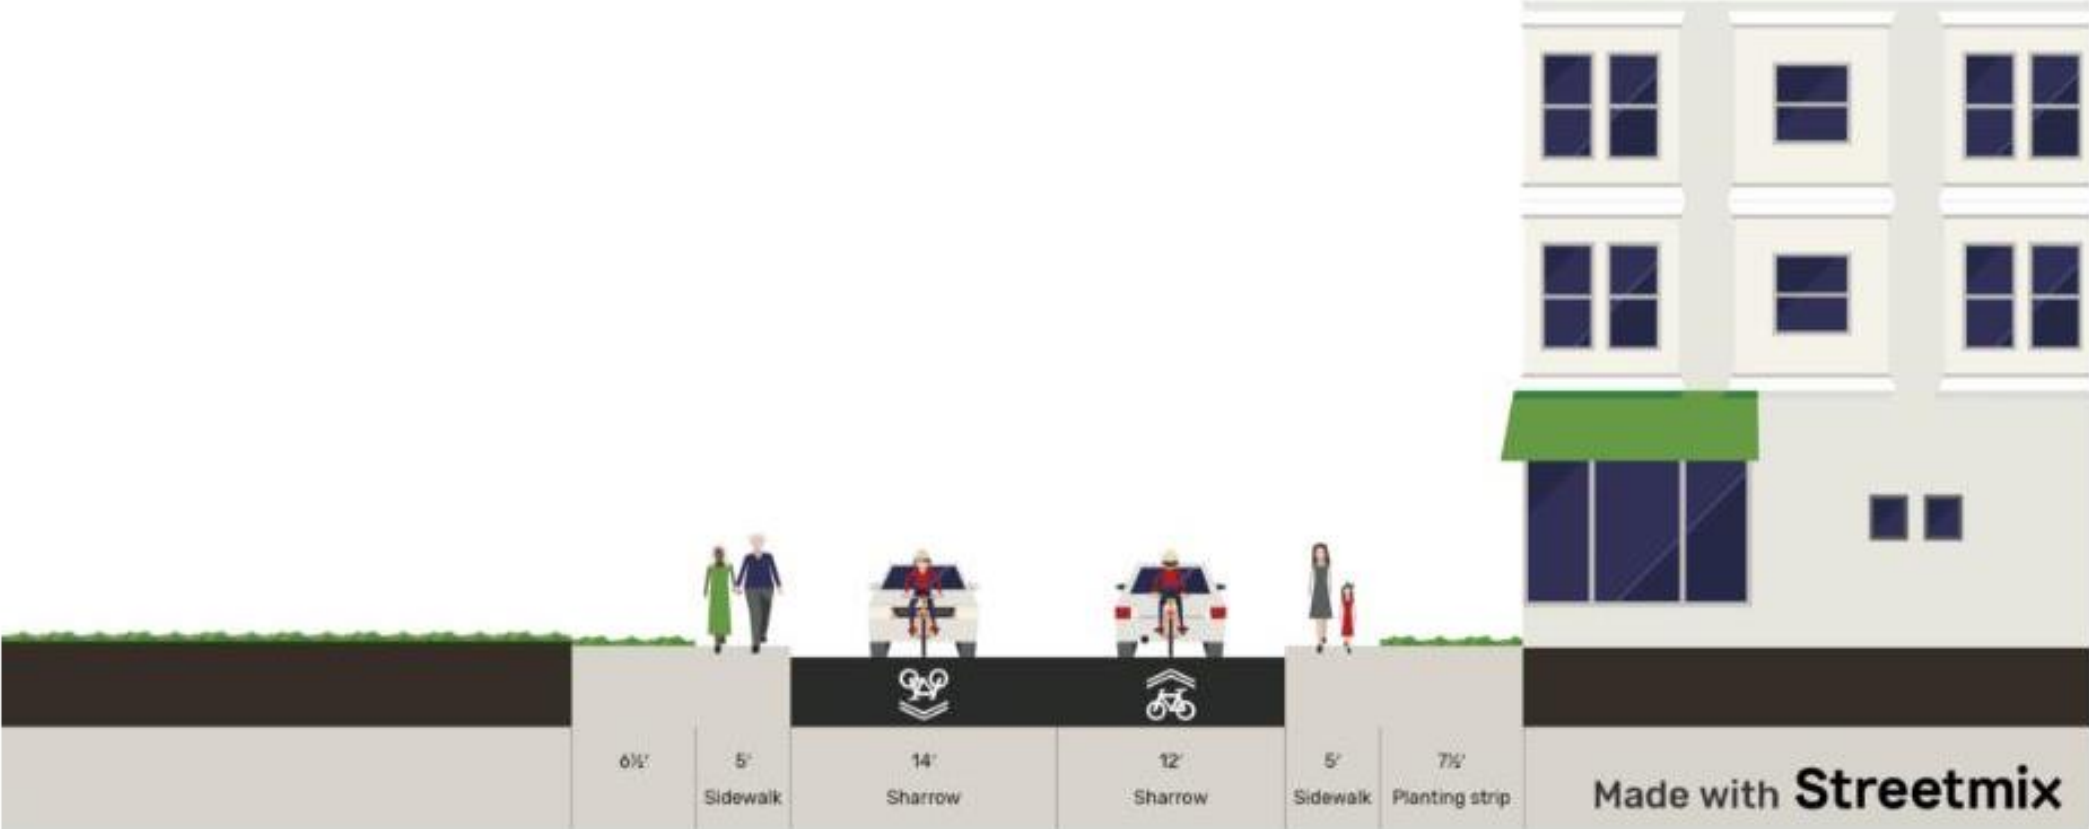 6½'
5'
Sidewalk
14'
Sharrow
12'
Sharrow
5'
Sidewalk
7½'
Planting strip
Made with Streetmix